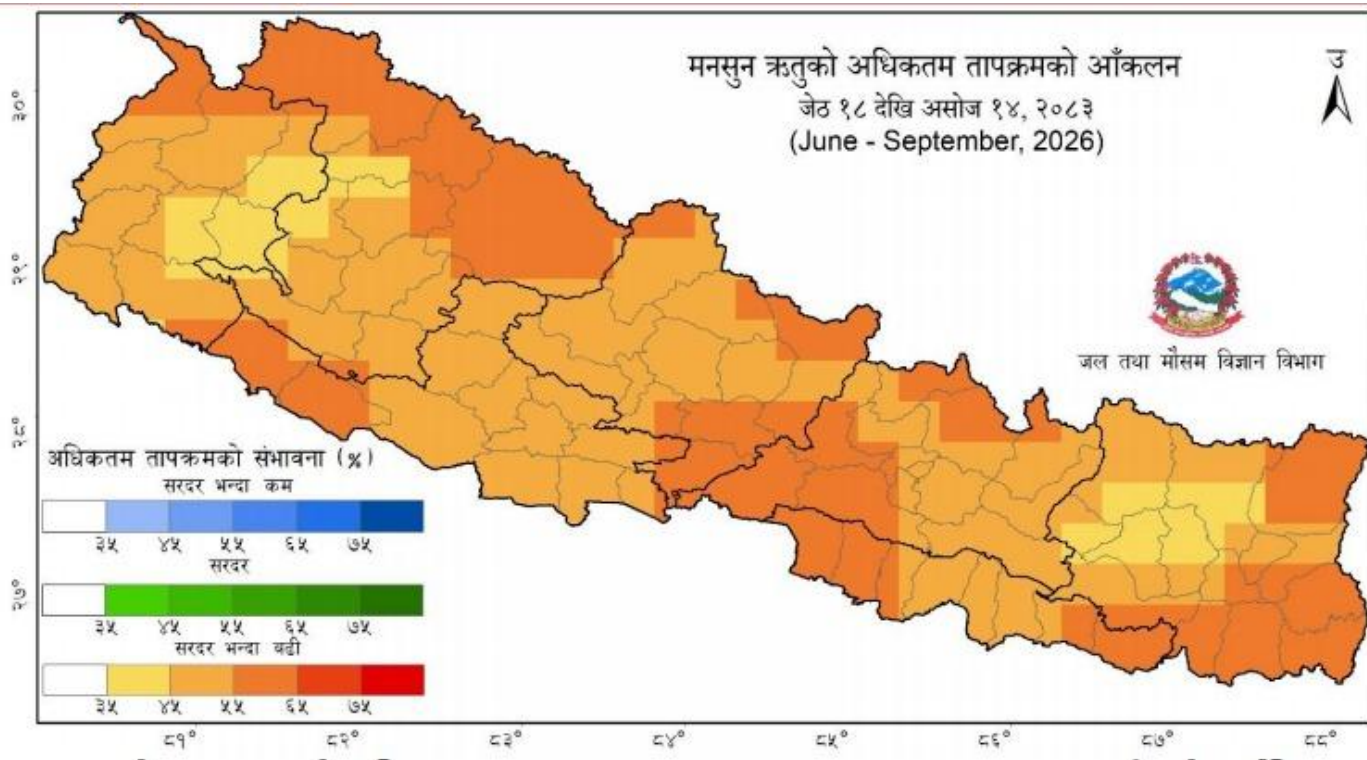 मनसुन ऋतुको अधिकतम तापक्रमको आँकलन
जेठ १८ देखि असोज १४, २०८३
(June - September, 2026)
उ
३०°
२९°
२८°
२७°
जल तथा मौसम विज्ञान विभाग
अधिकतम तापक्रमको संभावना (%)
सरदर भन्दा कम
३५ ४५ ५५ ६५ ७५
सरदर
३५ ४५ ५५ ६५ ७५
सरदर भन्दा बढी
३५ ४५ ५५ ६५ ७५
८१° ८२° ८३° ८४° ८५° ८६° ८७° ८८°